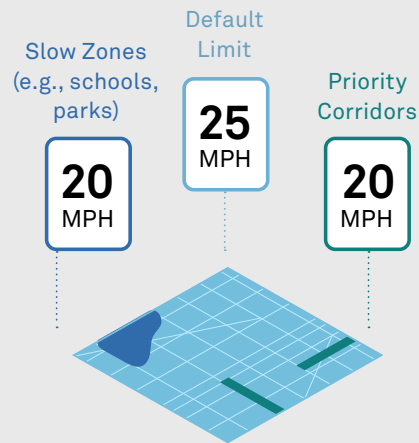 Default
Limit
25
MPH
Slow Zones
(e.g., schools,
parks)
20
MPH
Priority
Corridors
20
MPH